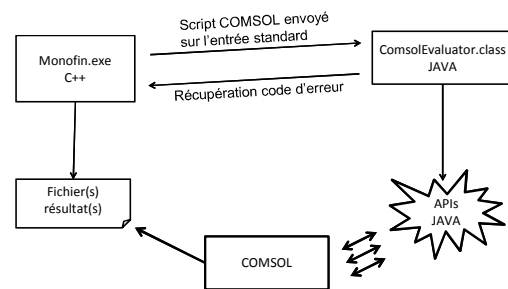 Script COMSOL envoyé
sur l'entrée standard
Monofin.exe
C++
ComsolEvaluator.class
JAVA
Récupération code d'erreur
Fichier(s)
résultat(s)
APIs
JAVA
COMSOL